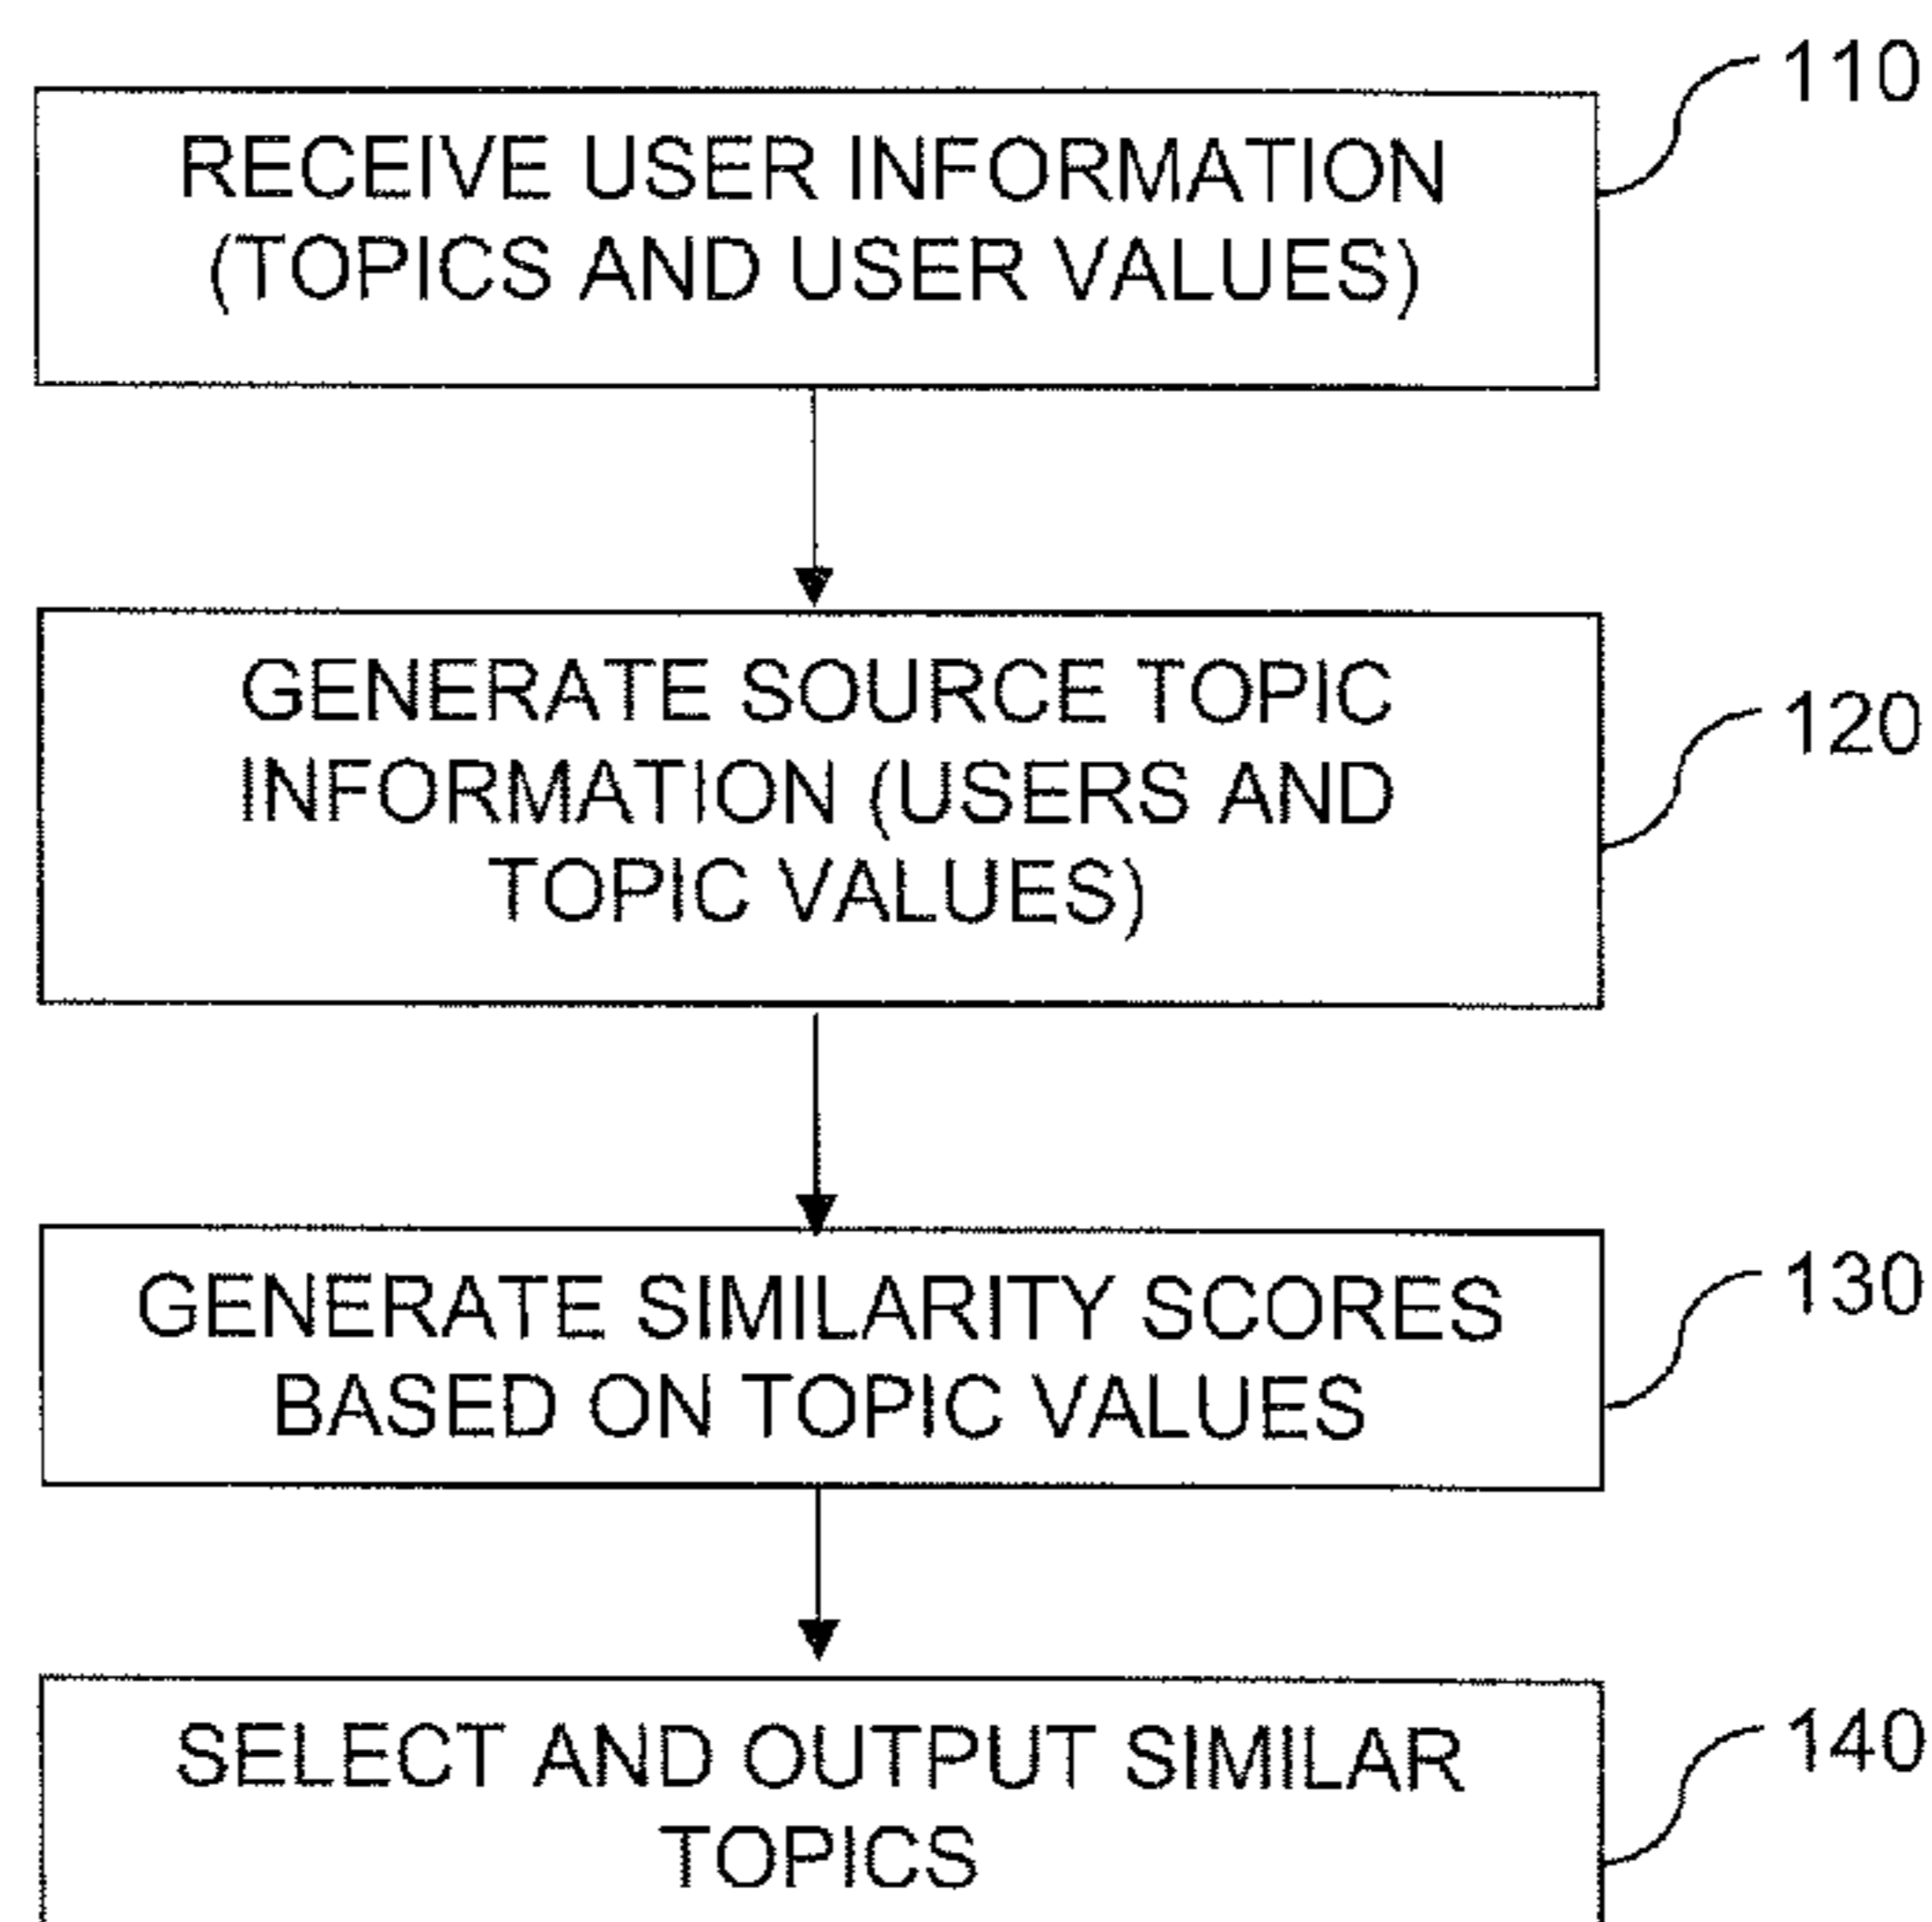 110
RECEIVE USER INFORMATION
(TOPICS AND USER VALUES)
GENERATE SOURCE TOPIC
INFORMATION (USERS AND
TOPIC VALUES)
120
GENERATE SIMILARITY SCORES
BASED ON TOPIC VALUES
130
SELECT AND OUTPUT SIMILAR
TOPICS
140